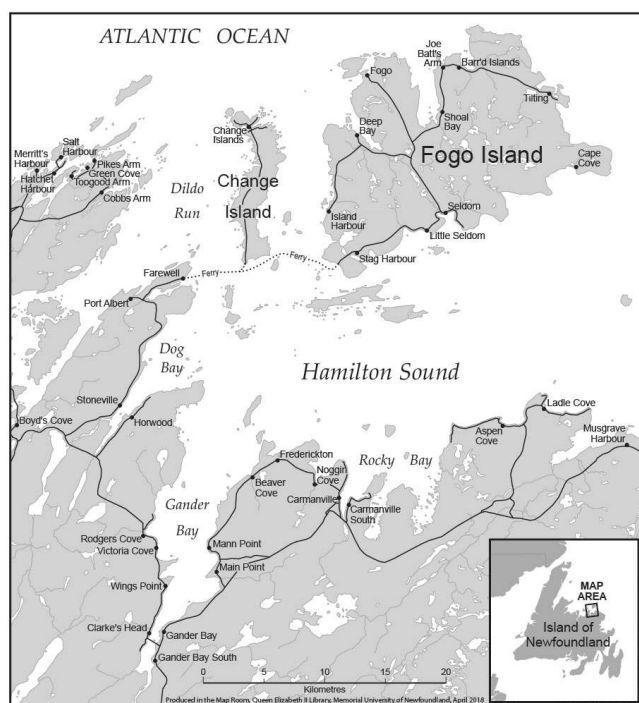 ATLANTIC OCEAN
Joe
Batt's
Arm
Barr'd Islands
Fogo
Tilting
Salt
Harbour
Change
Islands
Deep
Bay
Shoal
Bay
Merritt's
Harbour
Pikes Arm
Green Cove
Hatchet
Harbour
Toogood Arm
Cobbs Arm
Dildo
Run
Change
Island
Fogo Island
Cape
Cove
Island
Harbour
Seldom
Little Seldom
Stag Harbour
Farewell
Ferry
Ferry
Port Albert
Dog
Bay
Hamilton Sound
Stoneville
Horwood
Boyd's Cove
Ladle Cove
Aspen
Cove
Musgrave
Harbour
Rocky Bay
Frederickton
Beaver
Cove
Noggin
Cove
Carmanville
Carmanville
South
Gander
Bay
Rodgers Cove
Victoria Cove
Mann Point
Main Point
Wings Point
Clarke's Head
Gander Bay
Gander Bay South
MAP
AREA
Island of
Newfoundland
0 5 10 15 20
Kilometres
Produced in the Map Room, Queen Elizabeth II Library, Memorial University of Newfoundland, April 2018